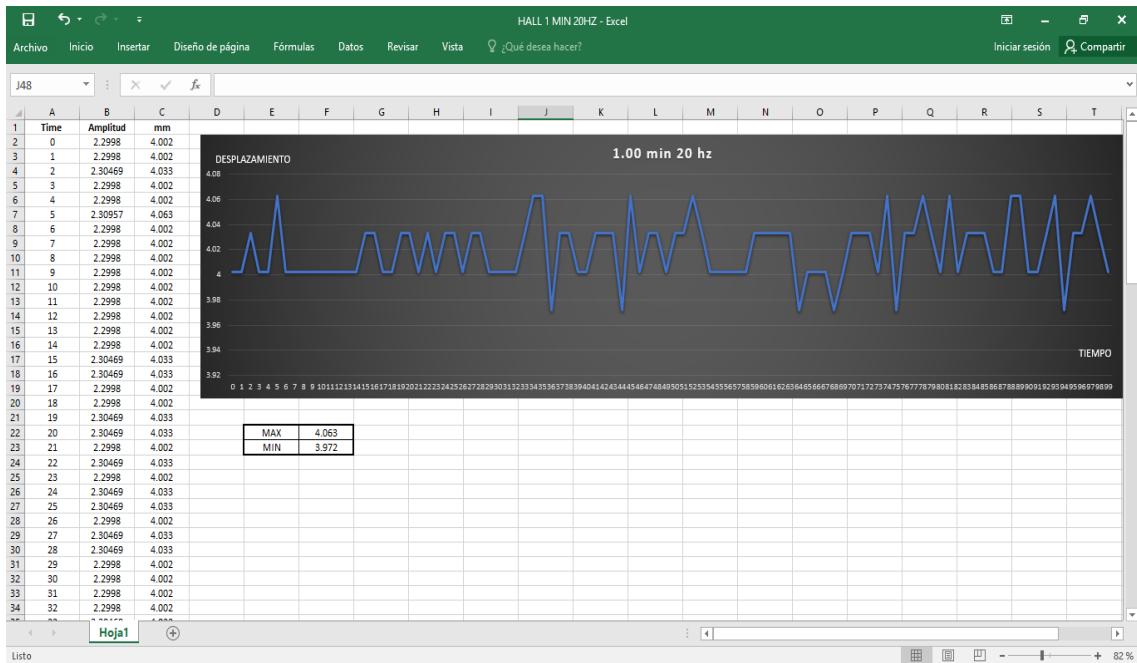 HALL 1 MIN 20HZ - Excel
Archivo Inicio Insertar Diseño de página Fórmulas Datos Revisar Vista ¿Qué desea hacer? Iniciar sesión Compartir
J48 fx
A B C D E F G H I J K L M N O P Q R S T
1 Time Amplitud mm
2 0 2.2998 4.002
3 1 2.2998 4.002
4 2 2.30469 4.033
5 3 2.2998 4.002
6 4 2.2998 4.002
7 5 2.30957 4.063
8 6 2.2998 4.002
9 7 2.2998 4.002
10 8 2.2998 4.002
11 9 2.2998 4.002
12 10 2.2998 4.002
13 11 2.2998 4.002
14 12 2.2998 4.002
15 13 2.2998 4.002
16 14 2.2998 4.002
17 15 2.30469 4.033
18 16 2.30469 4.033
19 17 2.2998 4.002
20 18 2.2998 4.002
21 19 2.30469 4.033
22 20 2.30469 4.033
23 21 2.2998 4.002
24 22 2.30469 4.033
25 23 2.2998 4.002
26 24 2.30469 4.033
27 25 2.30469 4.033
28 26 2.2998 4.002
29 27 2.30469 4.033
30 28 2.30469 4.033
31 29 2.2998 4.002
32 30 2.2998 4.002
33 31 2.2998 4.002
34 32 2.2998 4.002
1.00 min 20 hz
DESPLAZAMIENTO
4.08
4.06
4.04
4.02
4
3.98
3.96
3.94
3.92
TIEMPO
MAX 4.063
MIN 3.972
Hoja1
Listo 82 %